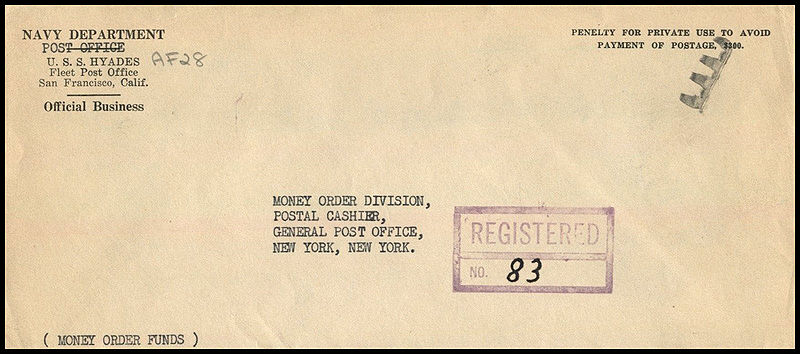 NAVY DEPARTMENT
POST OFFICE
U. S. S. HYADES
Fleet Post Office
San Francisco, Calif.
Official Business
AF28
PENELTY FOR PRIVATE USE TO AVOID
PAYMENT OF POSTAGE, $300.
MONEY ORDER DIVISION,
POSTAL CASHIER,
GENERAL POST OFFICE,
NEW YORK, NEW YORK.
REGISTERED
NO. 83
( MONEY ORDER FUNDS )